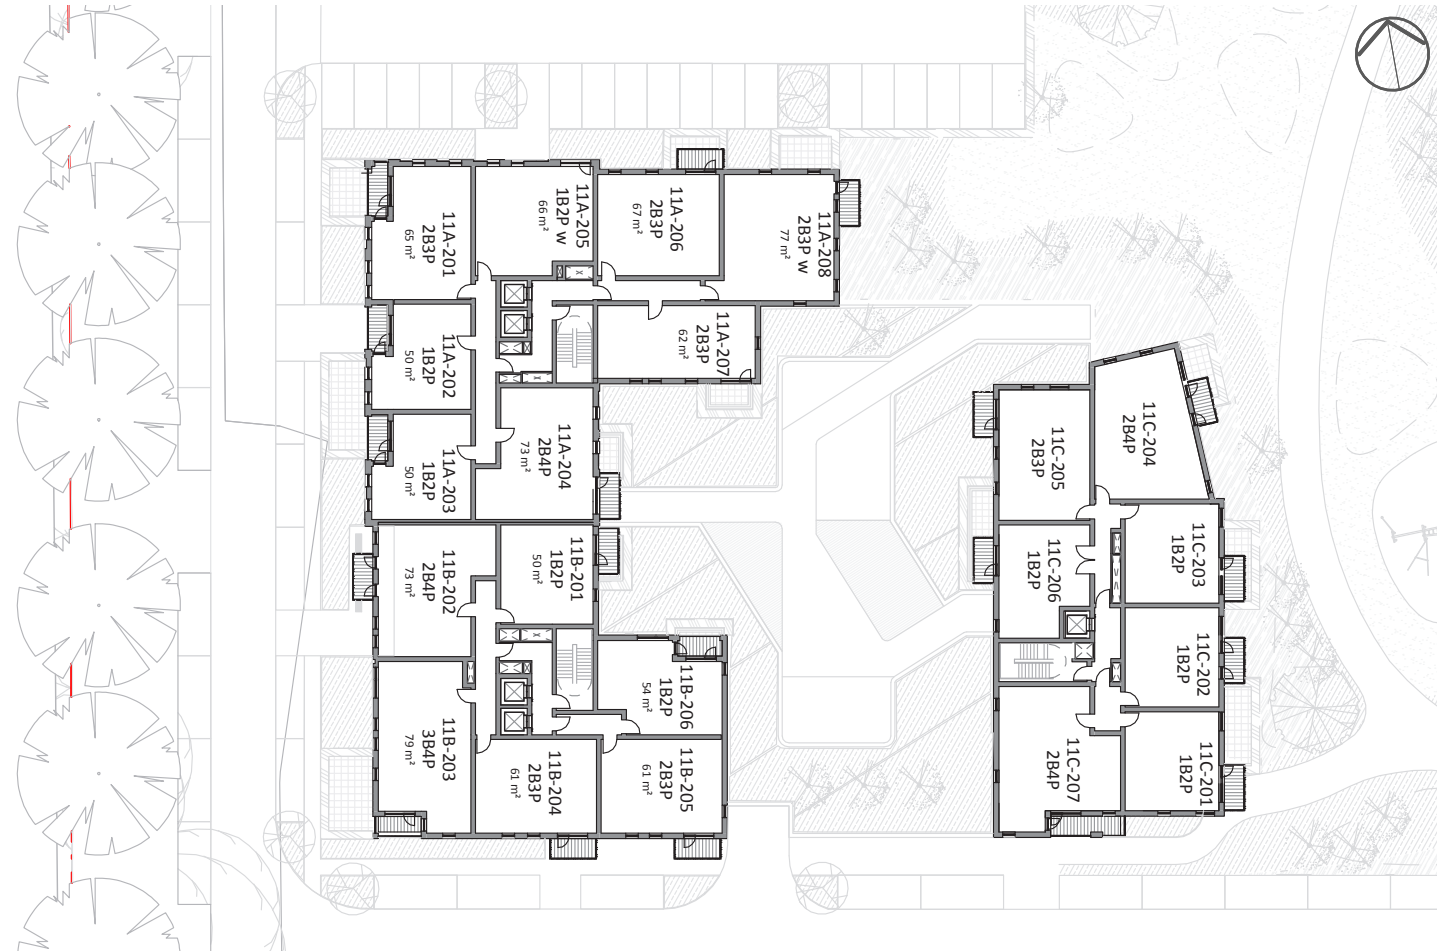 11A-201
2B3P
65 m²
11A-205
1B2P w
66 m²
11A-206
2B3P
67 m²
11A-208
2B3P w
77 m²
11A-202
1B2P
50 m²
11A-207
2B3P
62 m²
11A-203
1B2P
50 m²
11A-204
2B4P
73 m²
11B-202
2B4P
73 m²
11B-201
1B2P
50 m²
11B-203
3B4P
79 m²
11B-206
1B2P
54 m²
11B-204
2B3P
61 m²
11B-205
2B3P
61 m²
11C-204
2B4P
11C-205
2B3P
11C-203
1B2P
11C-206
1B2P
11C-202
1B2P
11C-207
2B4P
11C-201
1B2P